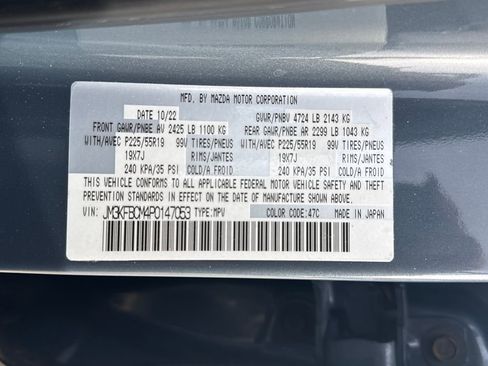 MFD. BY MAZDA MOTOR CORPORATION
DATE 10/22 GVWR/PNBV 4724 LB 2143 KG
FRONT GAWR/PNBE AV 2425 LB 1100 KG REAR GAWR/PNBE AR 2299 LB 1043 KG
WITH/AVEC P225/55R19 99V TIRES/PNEUS WITH/AVEC P225/55R19 99V TIRES/PNEUS
19X7J RIMS/JANTES 19X7J RIMS/JANTES
240 KPA/35 PSI COLD/A FROID 240 KPA/35 PSI COLD/A FROID
THIS VEHICLE CONFORMS TO ALL APPLICABLE FEDERAL MOTOR VEHICLE SAFETY AND THEFT
PREVENTION STANDARDS IN EFFECT ON THE DATE OF MANUFACTURE SHOWN ABOVE.
VIN: JM3KFBCM4P0147053 TYPE:MPV COLOR CODE:47C MADE IN JAPAN